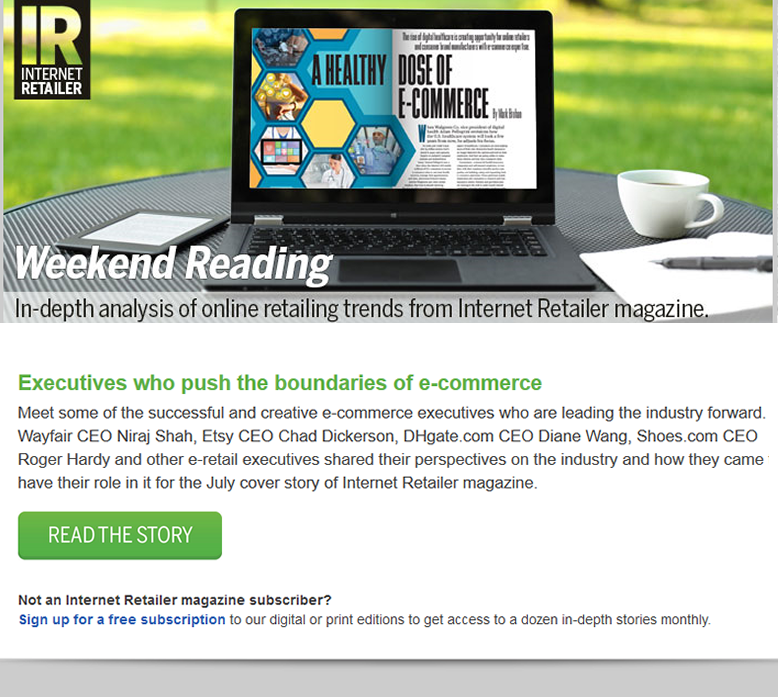 IR
INTERNET
RETAILER
The rise of digital healthcare is creating opportunity for online retailers
and consumer brand manufacturers with e-commerce expertise.
A HEALTHY DOSE OF
E-COMMERCE By Mark Brohan
Weekend Reading
In-depth analysis of online retailing trends from Internet Retailer magazine.
Executives who push the boundaries of e-commerce
Meet some of the successful and creative e-commerce executives who are leading the industry forward.
Wayfair CEO Niraj Shah, Etsy CEO Chad Dickerson, DHgate.com CEO Diane Wang, Shoes.com CEO
Roger Hardy and other e-retail executives shared their perspectives on the industry and how they came
have their role in it for the July cover story of Internet Retailer magazine.
READ THE STORY
Not an Internet Retailer magazine subscriber?
Sign up for a free subscription to our digital or print editions to get access to a dozen in-depth stories monthly.